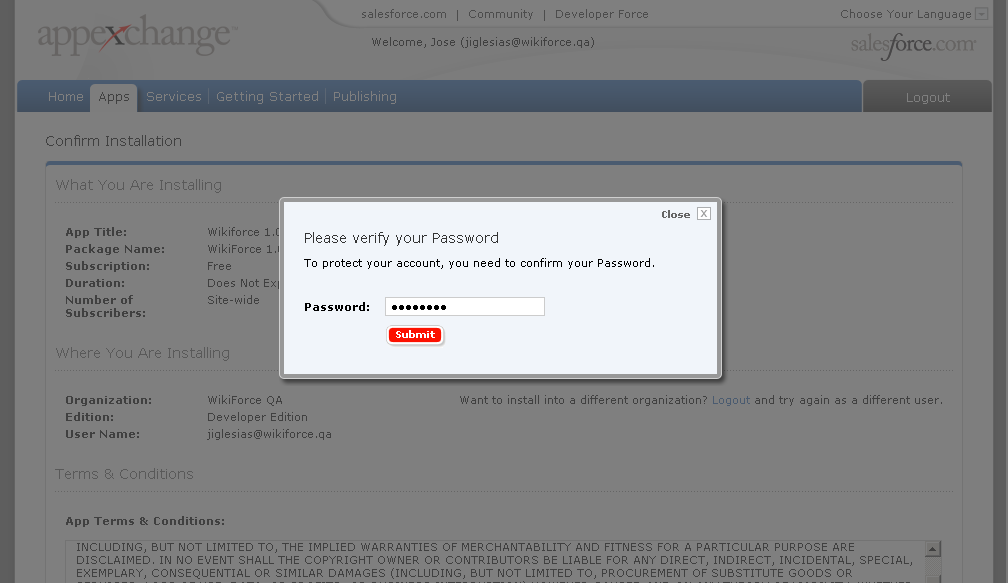 salesforce.com | Community | Developer Force
Choose Your Language
appexchange
Welcome, Jose (jiglesias@wikiforce.qa)
salesforce.com
Home Apps Services Getting Started Publishing
Logout
Confirm Installation
What You Are Installing
App Title: Wikiforce 1.0
Package Name: WikiForce 1.0
Subscription: Free
Duration: Does Not Exp
Number of Subscribers: Site-wide
Close X
Please verify your Password
To protect your account, you need to confirm your Password.
Password: ●●●●●●●●
Submit
Where You Are Installing
Organization: WikiForce QA
Want to install into a different organization? Logout and try again as a different user.
Edition: Developer Edition
User Name: jiglesias@wikiforce.qa
Terms & Conditions
App Terms & Conditions:
INCLUDING, BUT NOT LIMITED TO, THE IMPLIED WARRANTIES OF MERCHANTABILITY AND FITNESS FOR A PARTICULAR PURPOSE ARE
DISCLAIMED. IN NO EVENT SHALL THE COPYRIGHT OWNER OR CONTRIBUTORS BE LIABLE FOR ANY DIRECT, INDIRECT, INCIDENTAL, SPECIAL,
EXEMPLARY, CONSEQUENTIAL OR SIMILAR DAMAGES (INCLUDING, BUT NOT LIMITED TO, PROCUREMENT OF SUBSTITUTE GOODS OR